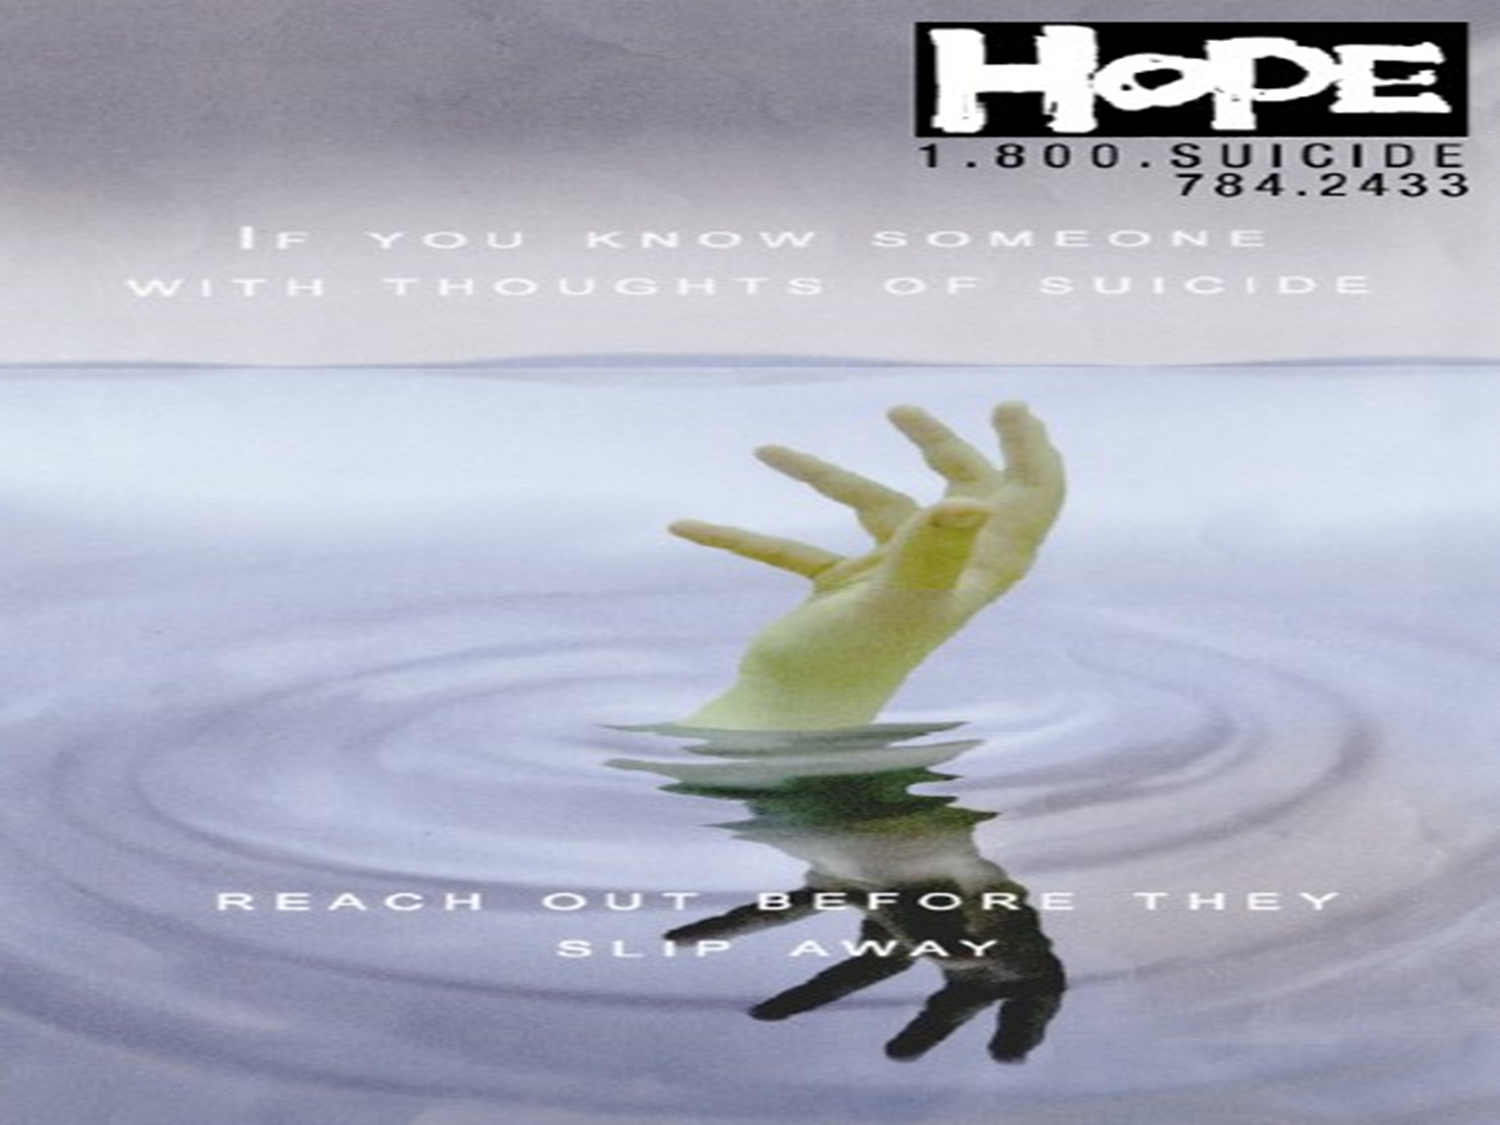 HOPE
1.800.SUICIDE
784.2433
IF YOU KNOW SOMEONE
WITH THOUGHTS OF SUICIDE
REACH OUT BEFORE THEY
SLIP AWAY